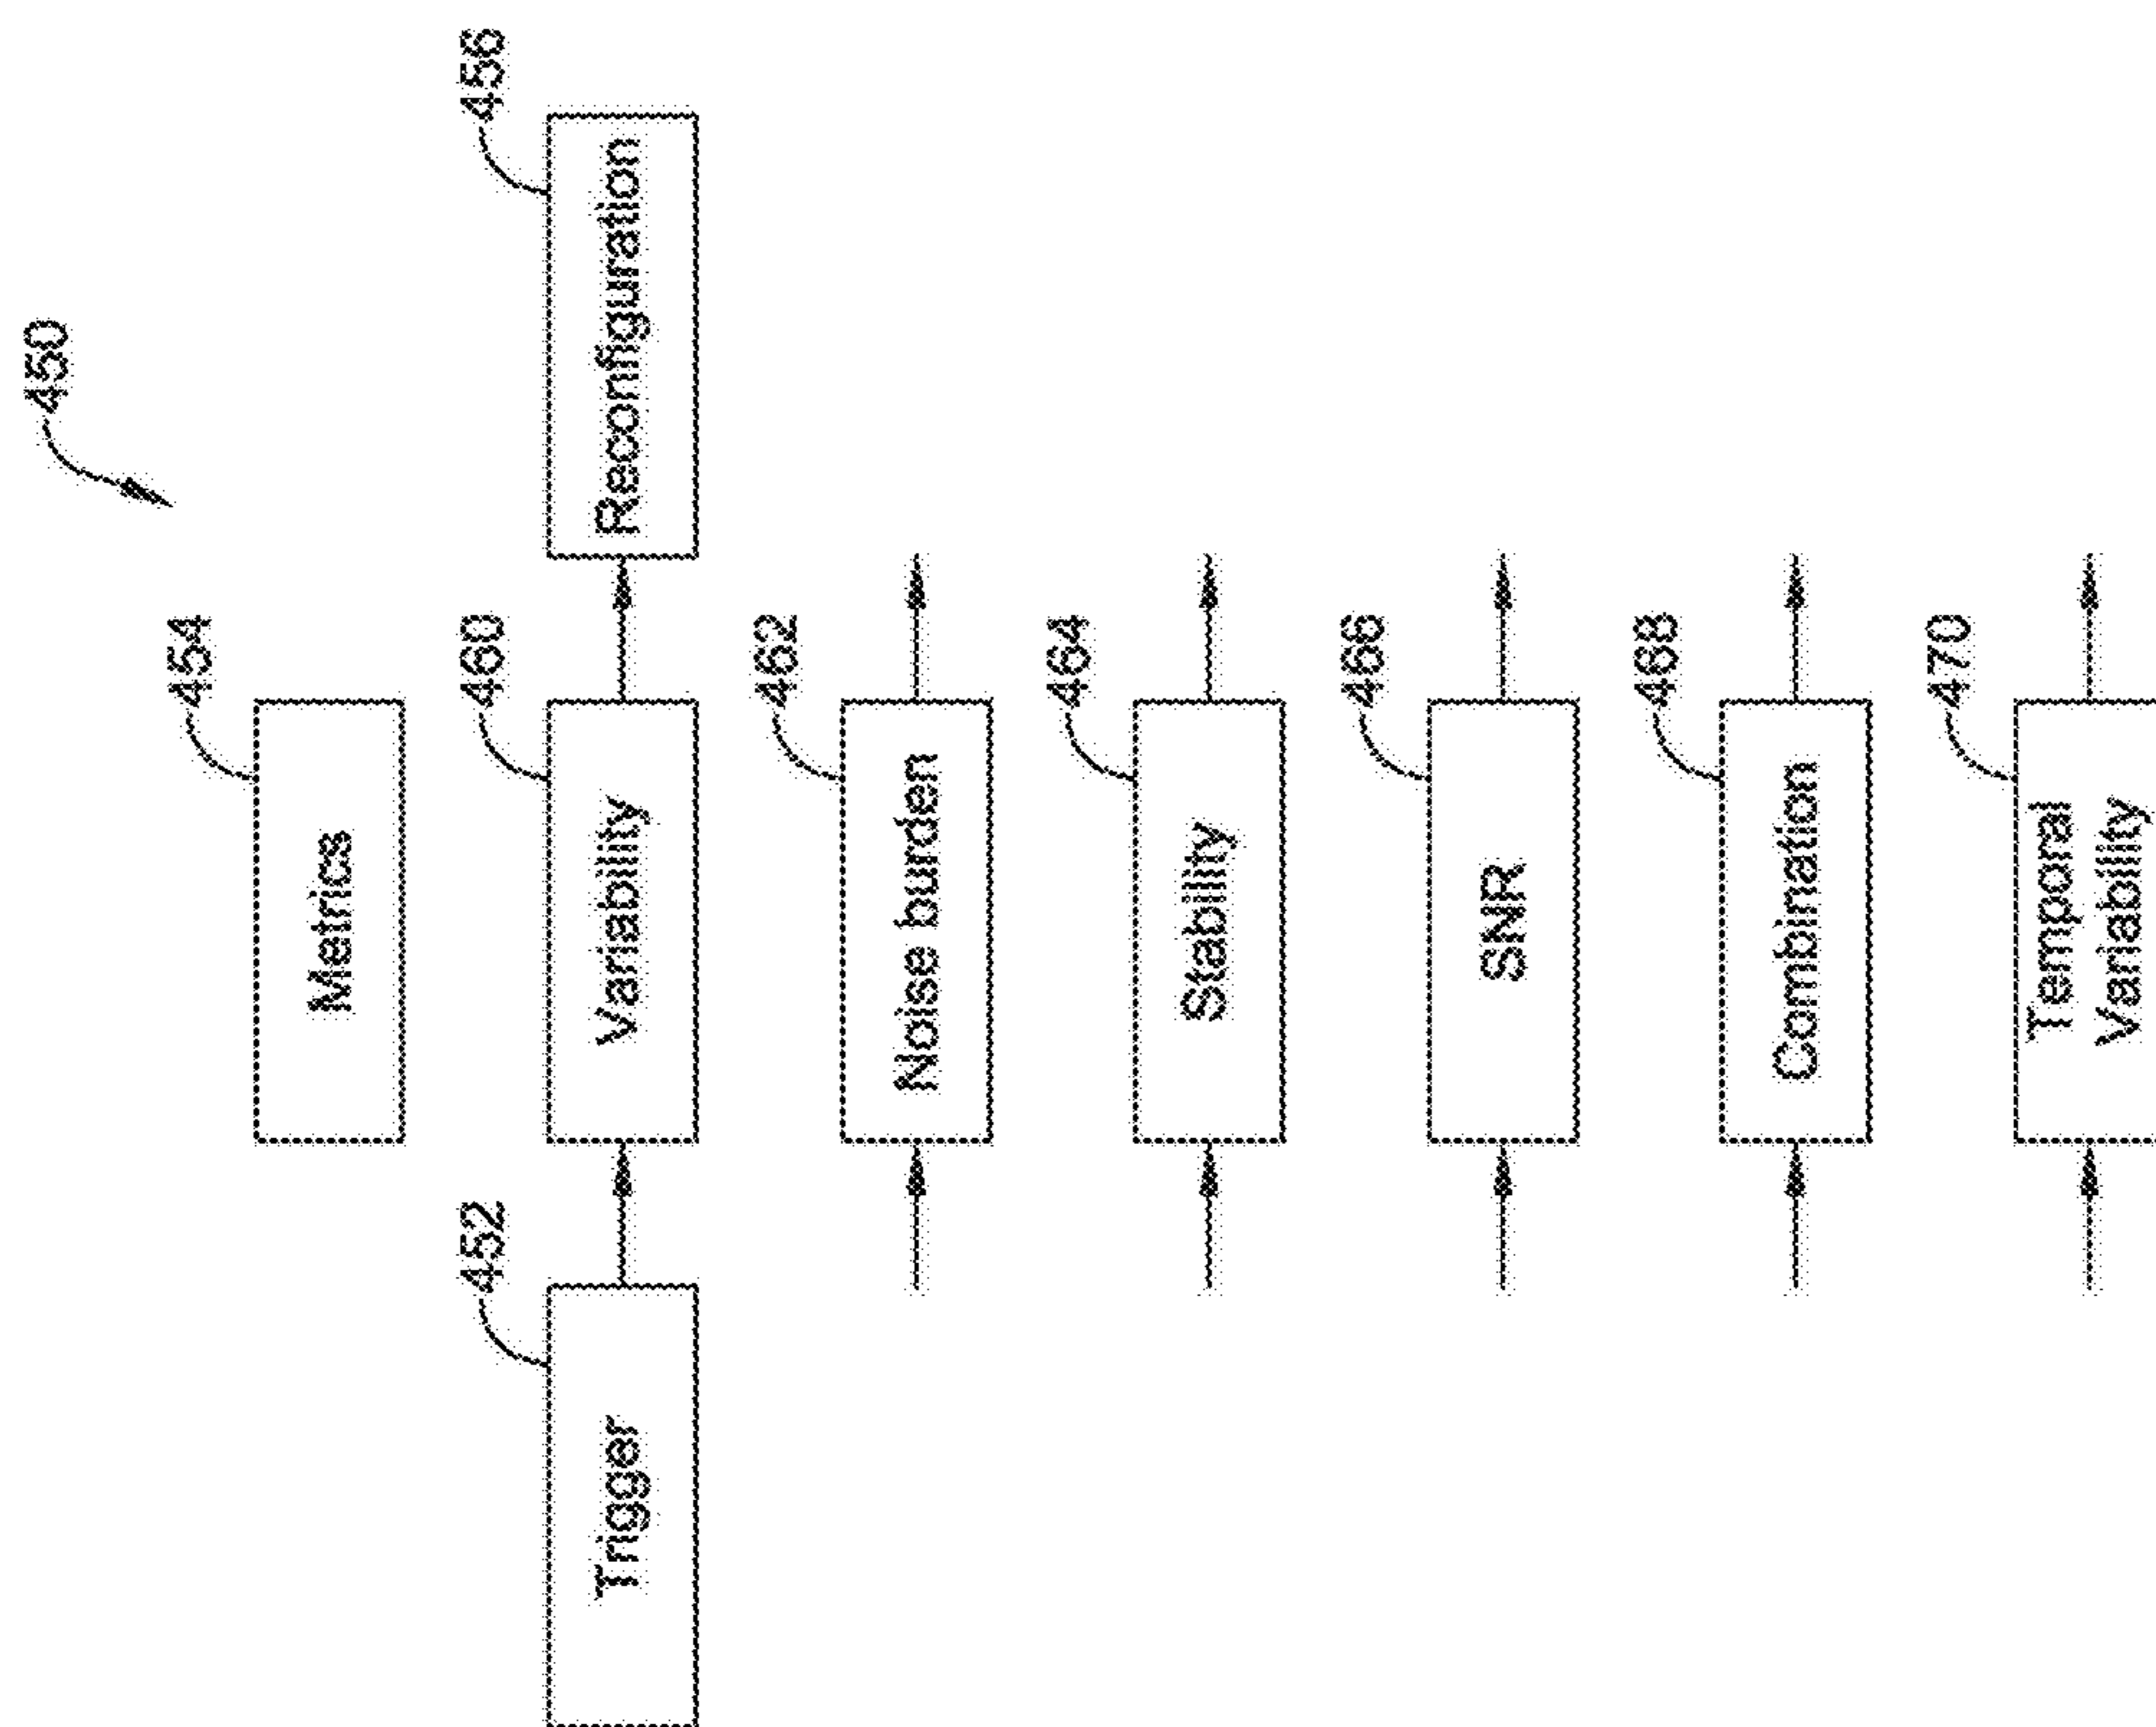 450
454
Metrics
452
460
456
Trigger
Variability
Reconfiguration
462
Noise burden
464
Stability
466
SNR
468
Combination
470
Temporal
Variability